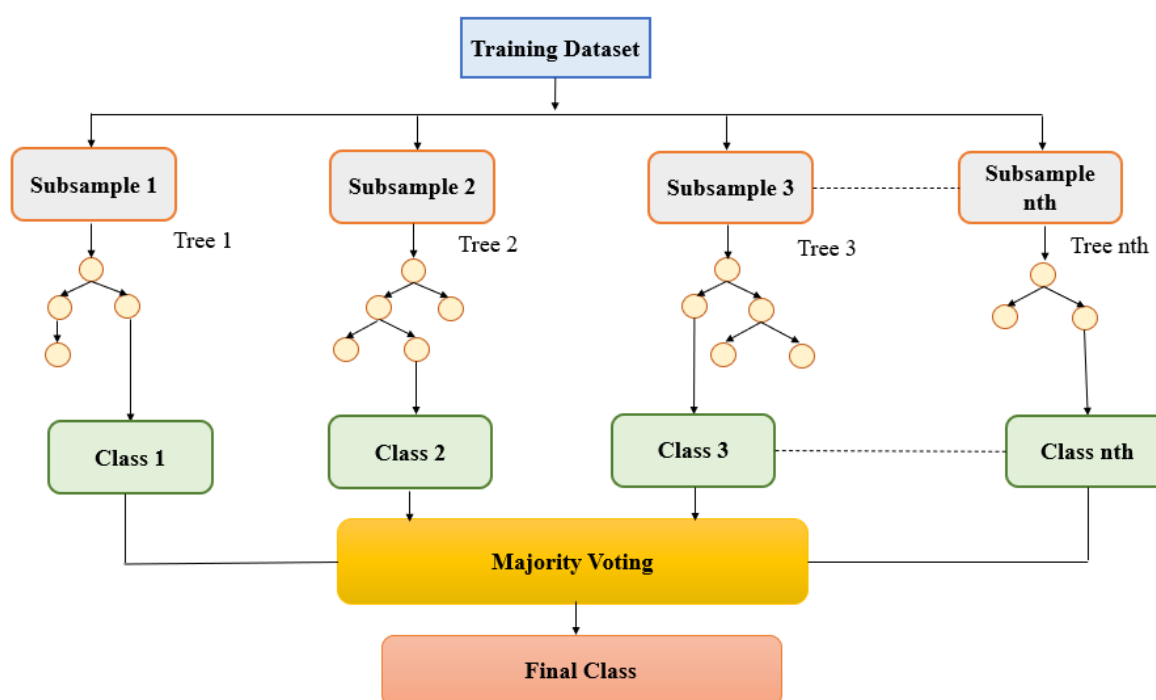 Training Dataset
Subsample 1
Subsample 2
Subsample 3
Subsample
nth
Tree 1
Tree 2
Tree 3
Tree nth
Class 1
Class 2
Class 3
Class nth
Majority Voting
Final Class